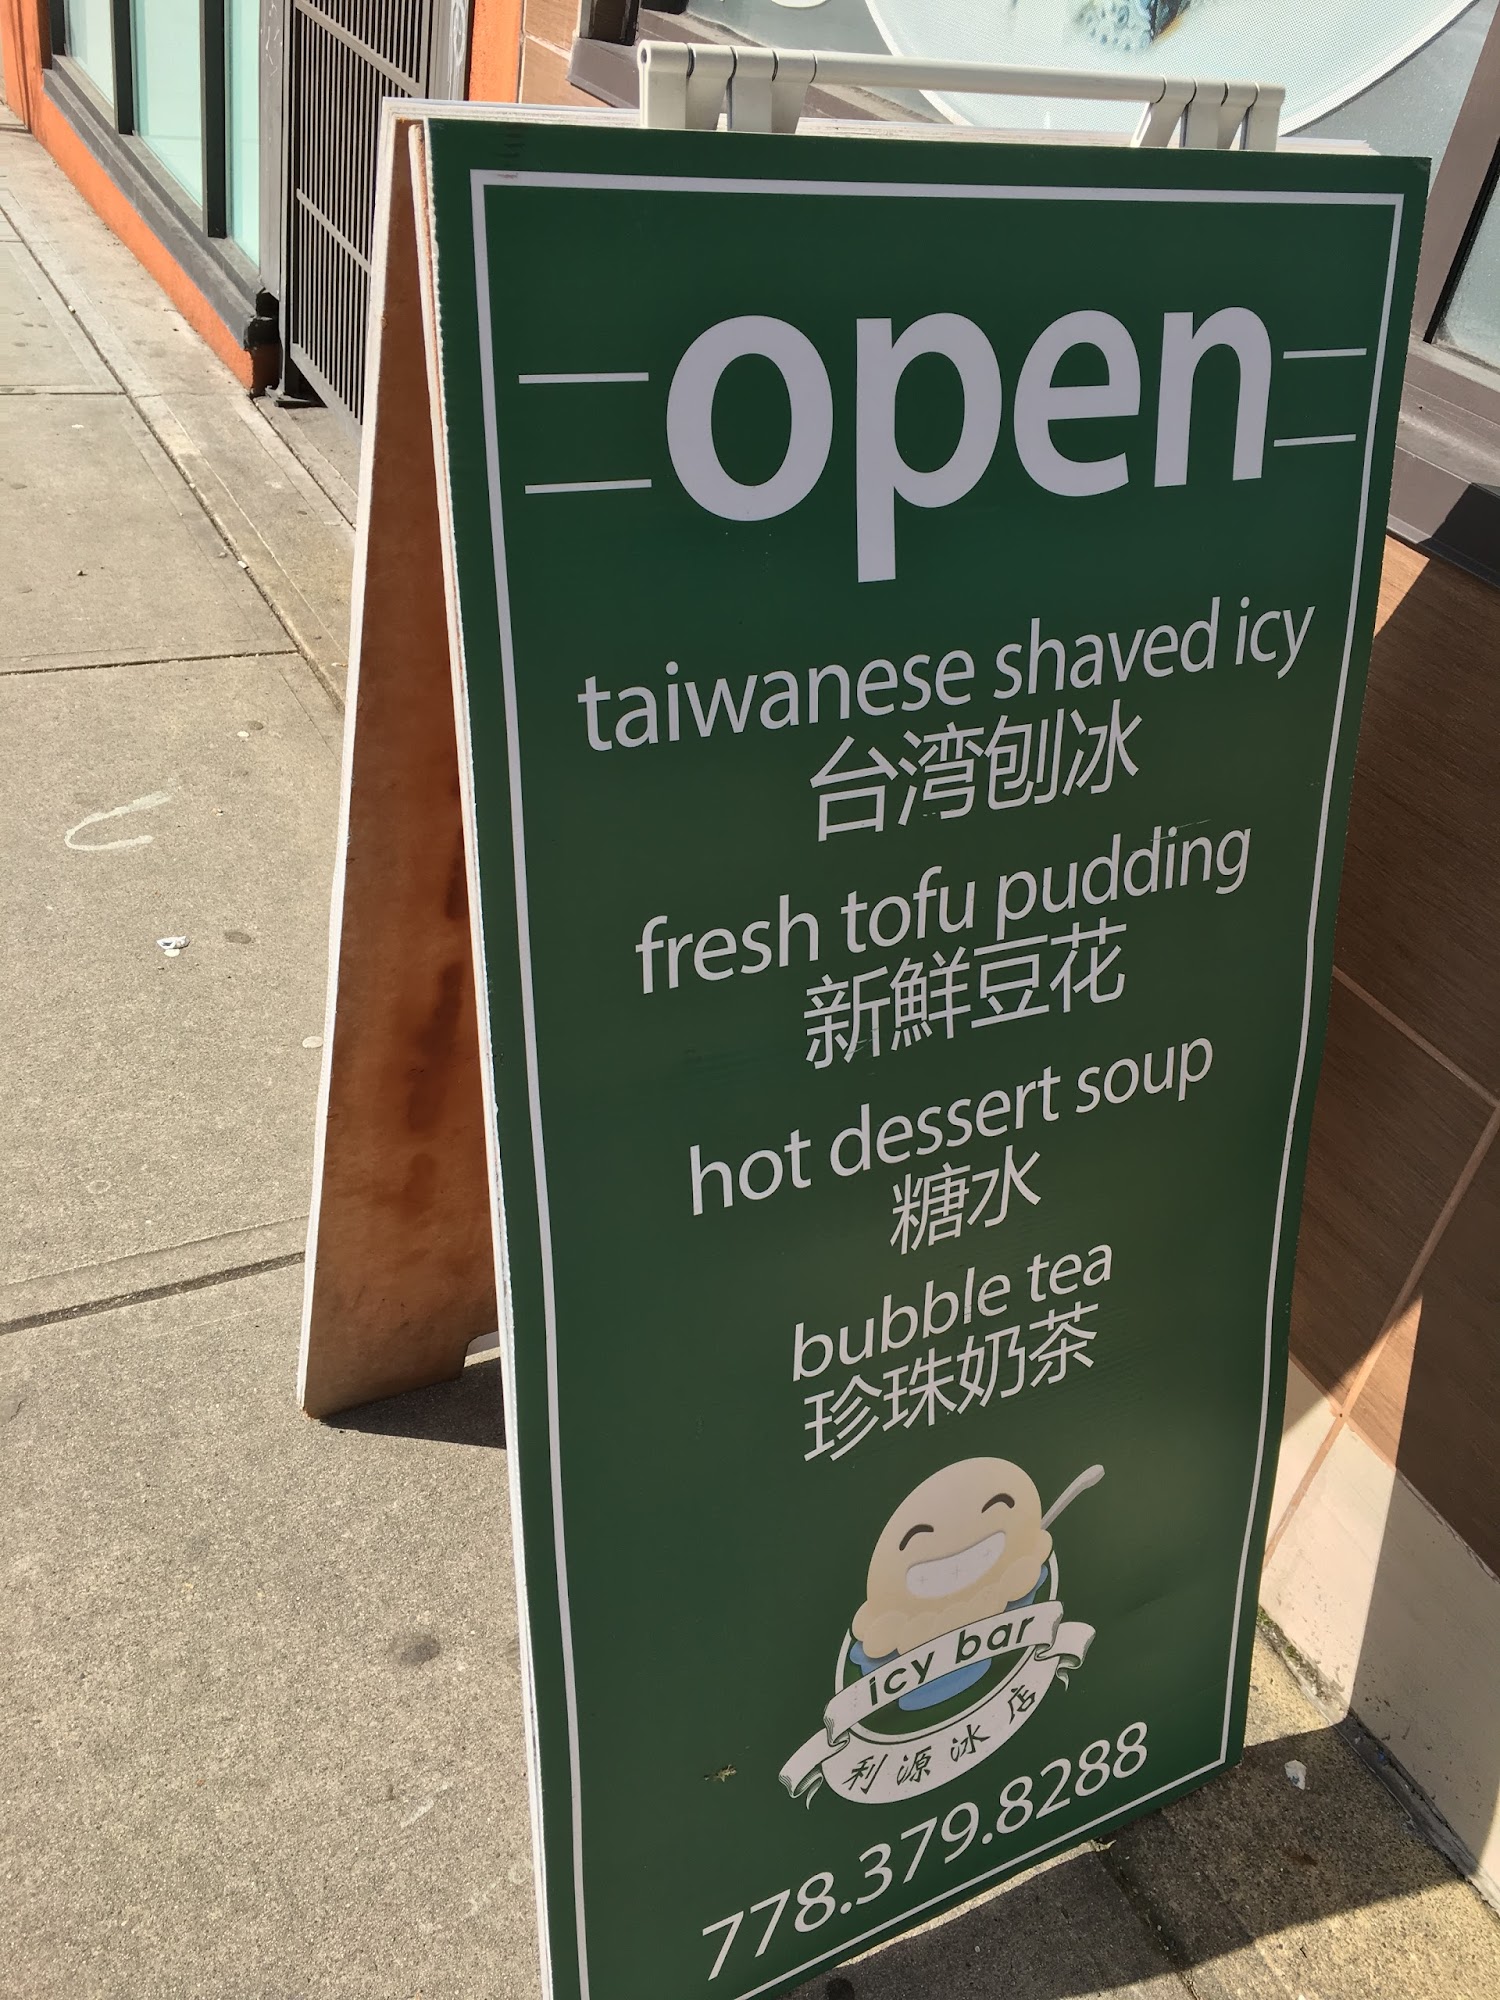 open
taiwanese shaved icy
台湾刨冰
fresh tofu pudding
新鮮豆花
hot dessert soup
糖水
bubble tea
珍珠奶茶
icy bar
利源冰店
778.379.8288